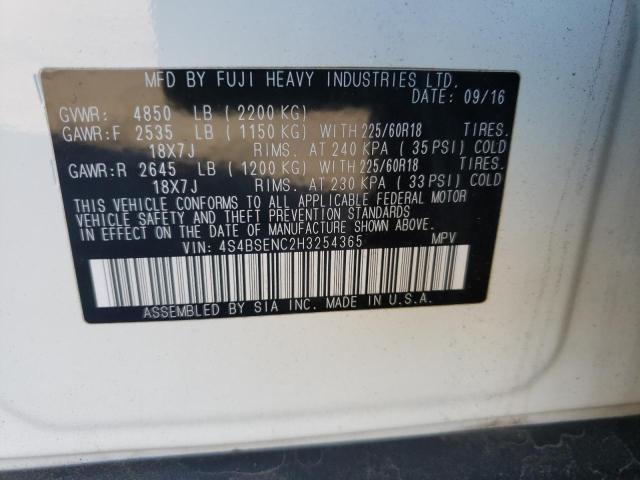 MFD BY FUJI HEAVY INDUSTRIES LTD.
DATE: 09/16
GVWR: 4850 LB ( 2200 KG)
GAWR:F 2535 LB ( 1150 KG) WITH 225/60R18 TIRES.
18X7J RIMS. AT 240 KPA ( 35 PSI) COLD
GAWR:R 2645 LB ( 1200 KG) WITH 225/60R18 TIRES.
18X7J RIMS. AT 230 KPA ( 33 PSI) COLD
THIS VEHICLE CONFORMS TO ALL APPLICABLE FEDERAL MOTOR
VEHICLE SAFETY AND THEFT PREVENTION STANDARDS
IN EFFECT ON THE DATE OF MANUFACTURE SHOWN ABOVE.
VIN: 4S4BSENC2H3254365 MPV
ASSEMBLED BY SIA INC. MADE IN U.S.A.